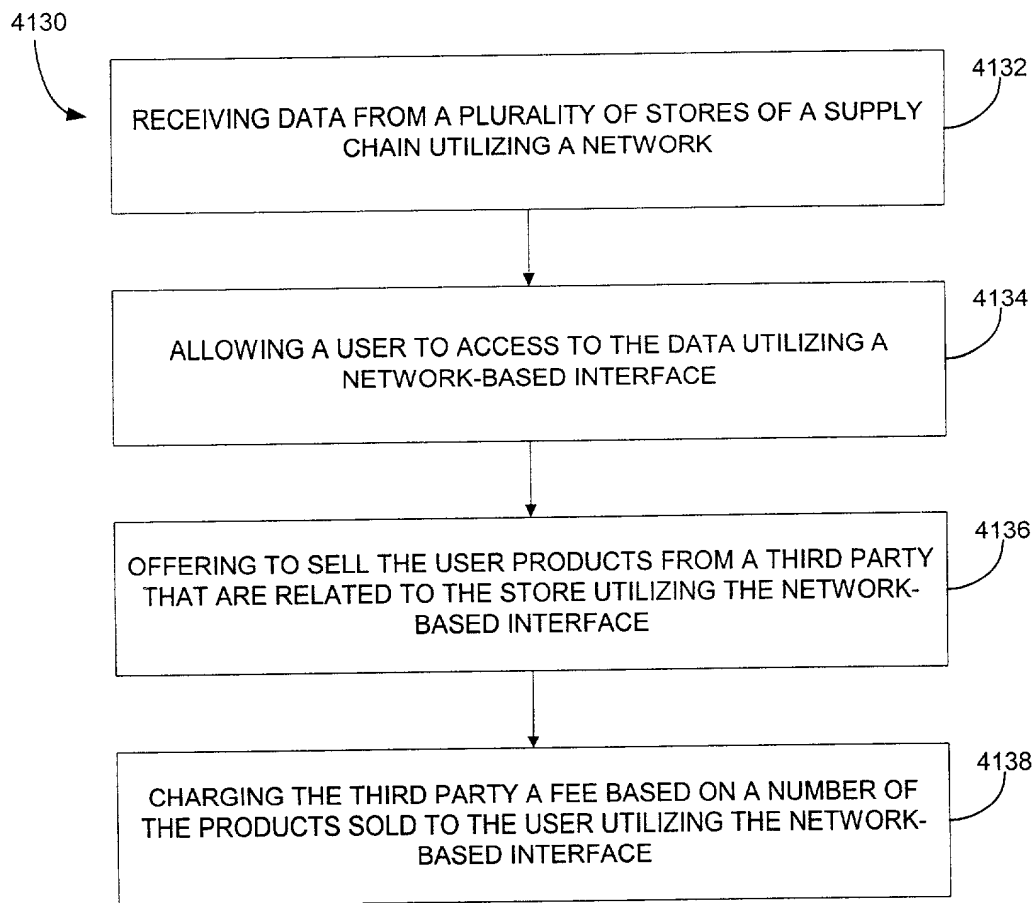 4130
4132
RECEIVING DATA FROM A PLURALITY OF STORES OF A SUPPLY
CHAIN UTILIZING A NETWORK
4134
ALLOWING A USER TO ACCESS TO THE DATA UTILIZING A
NETWORK-BASED INTERFACE
4136
OFFERING TO SELL THE USER PRODUCTS FROM A THIRD PARTY
THAT ARE RELATED TO THE STORE UTILIZING THE NETWORK-
BASED INTERFACE
4138
CHARGING THE THIRD PARTY A FEE BASED ON A NUMBER OF
THE PRODUCTS SOLD TO THE USER UTILIZING THE NETWORK-
BASED INTERFACE